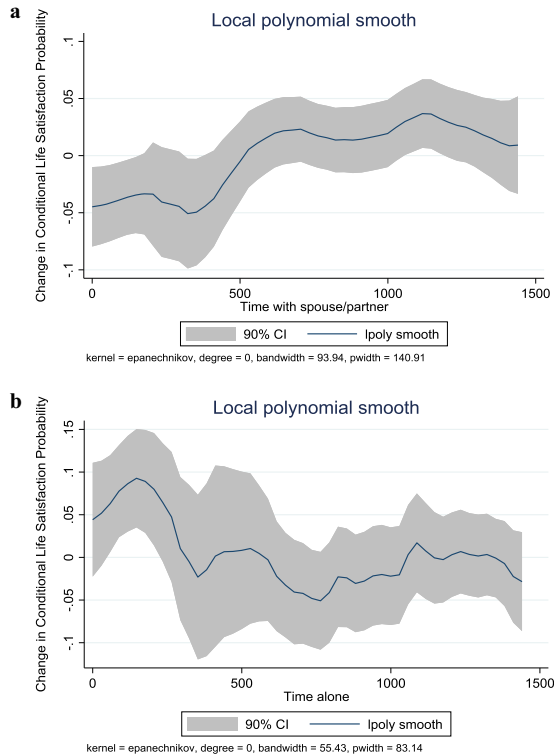 a
Local polynomial smooth
Change in Conditional Life Satisfaction Probability
.1
.05
0
-.05
-.1
0 500 1000 1500
Time with spouse/partner
90% CI lpoly smooth
kernel = epanechnikov, degree = 0, bandwidth = 93.94, pwidth = 140.91
b
Local polynomial smooth
Change in Conditional Life Satisfaction Probability
.15
.1
.05
0
-.05
-.1
0 500 1000 1500
Time alone
90% CI lpoly smooth
kernel = epanechnikov, degree = 0, bandwidth = 55.43, pwidth = 83.14